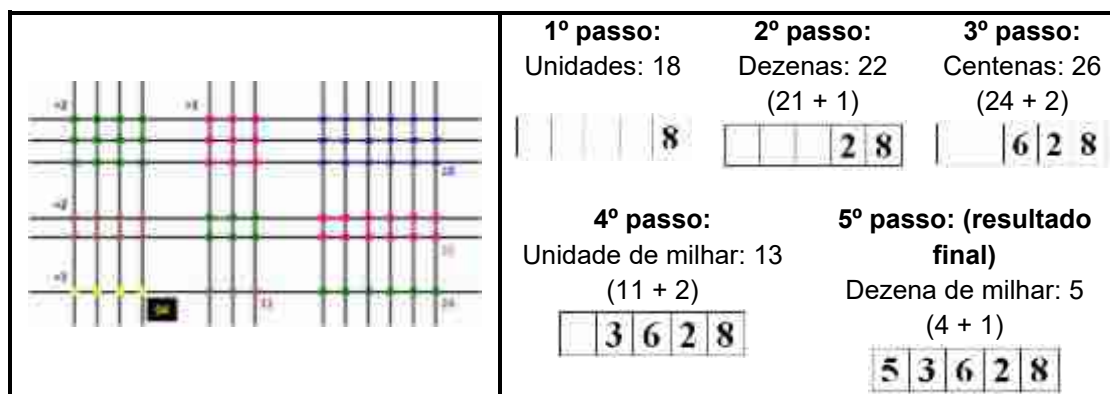 1º passo:
Unidades: 18
8
2º passo:
Dezenas: 22
(21 + 1)
2 8
3º passo:
Centenas: 26
(24 + 2)
6 2 8
4º passo:
Unidade de milhar: 13
(11 + 2)
3 6 2 8
5º passo: (resultado
final)
Dezena de milhar: 5
(4 + 1)
5 3 6 2 8